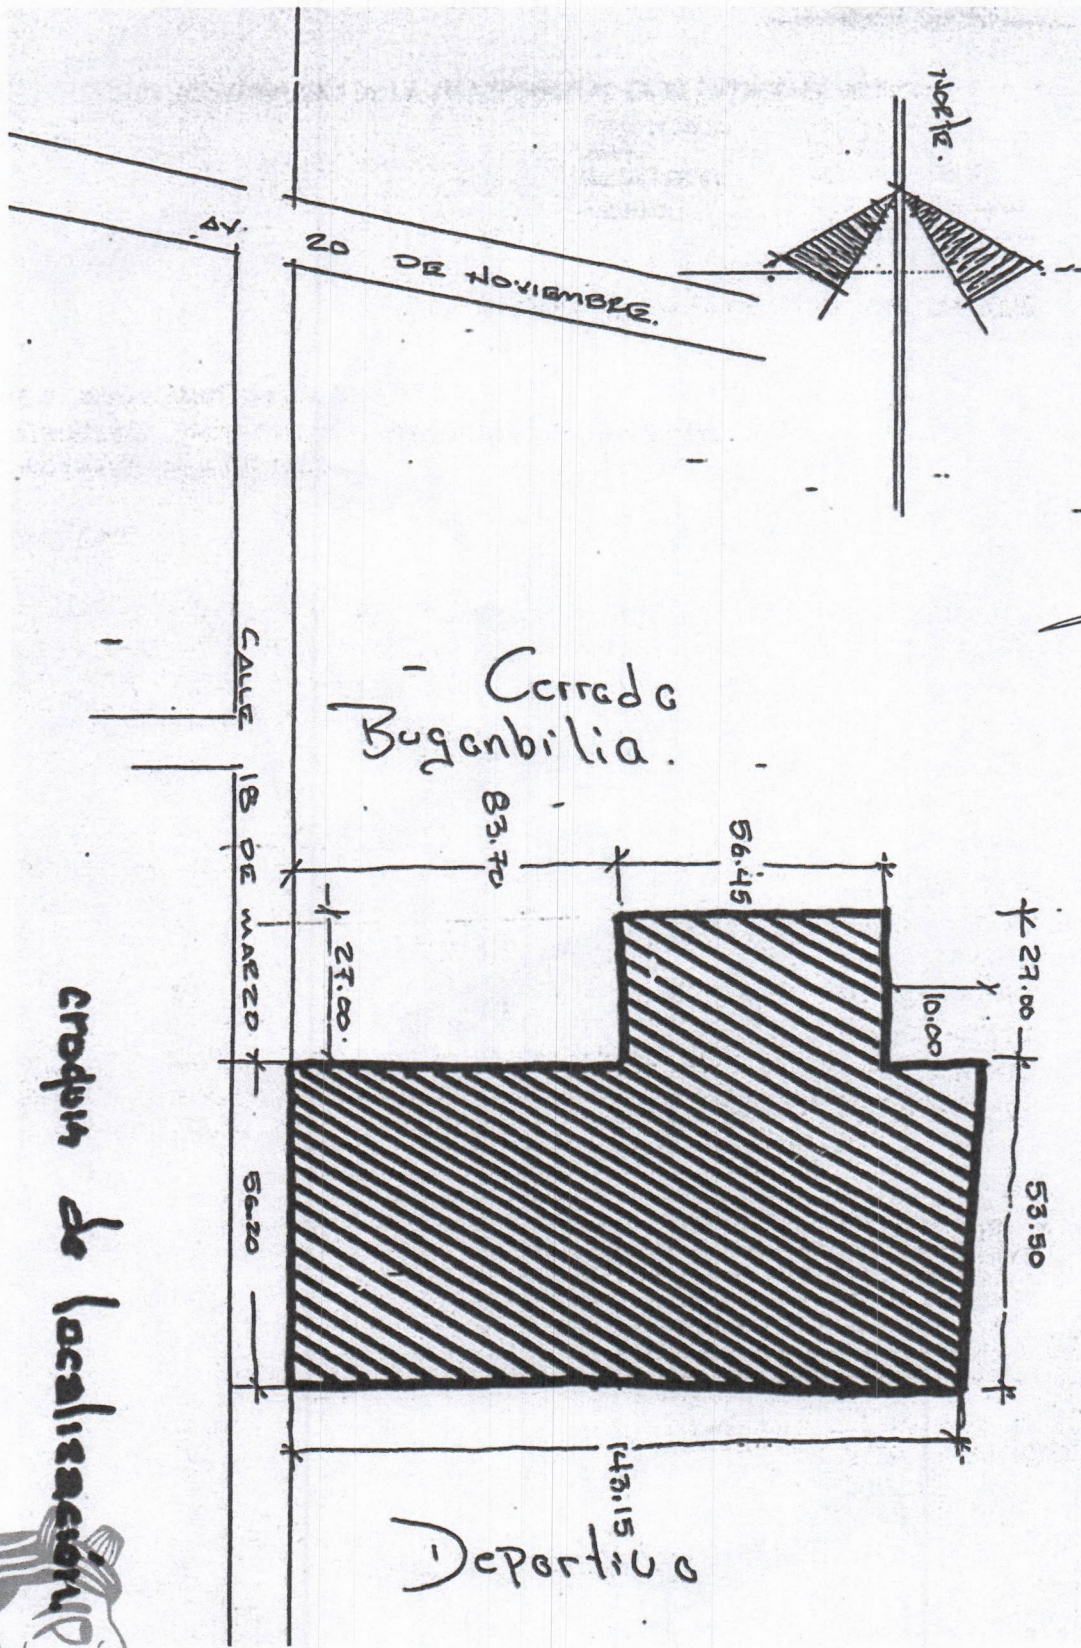 NORTE.
AV. 20 DE NOVIEMBRE.
CALLE 18 DE MARZO
Cerrada
Buganbilia.
83.70
56.45
27.00
10.00
27.00.
53.50
56.20
143.15
Deportivo
croquis de localizacion.